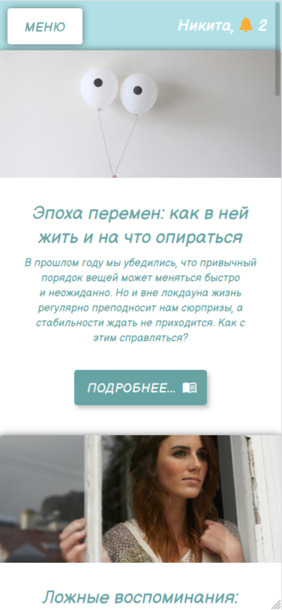 МЕНЮ
Никита, 🔔 2
Эпоха перемен: как в ней
жить и на что опираться
В прошлом году мы убедились, что привычный
порядок вещей может меняться быстро
и неожиданно. Но и вне локдауна жизнь
регулярно преподносит нам сюрпризы, а
стабильности ждать не приходится. Как с
этим справляться?
ПОДРОБНЕЕ...
Ложные воспоминания: